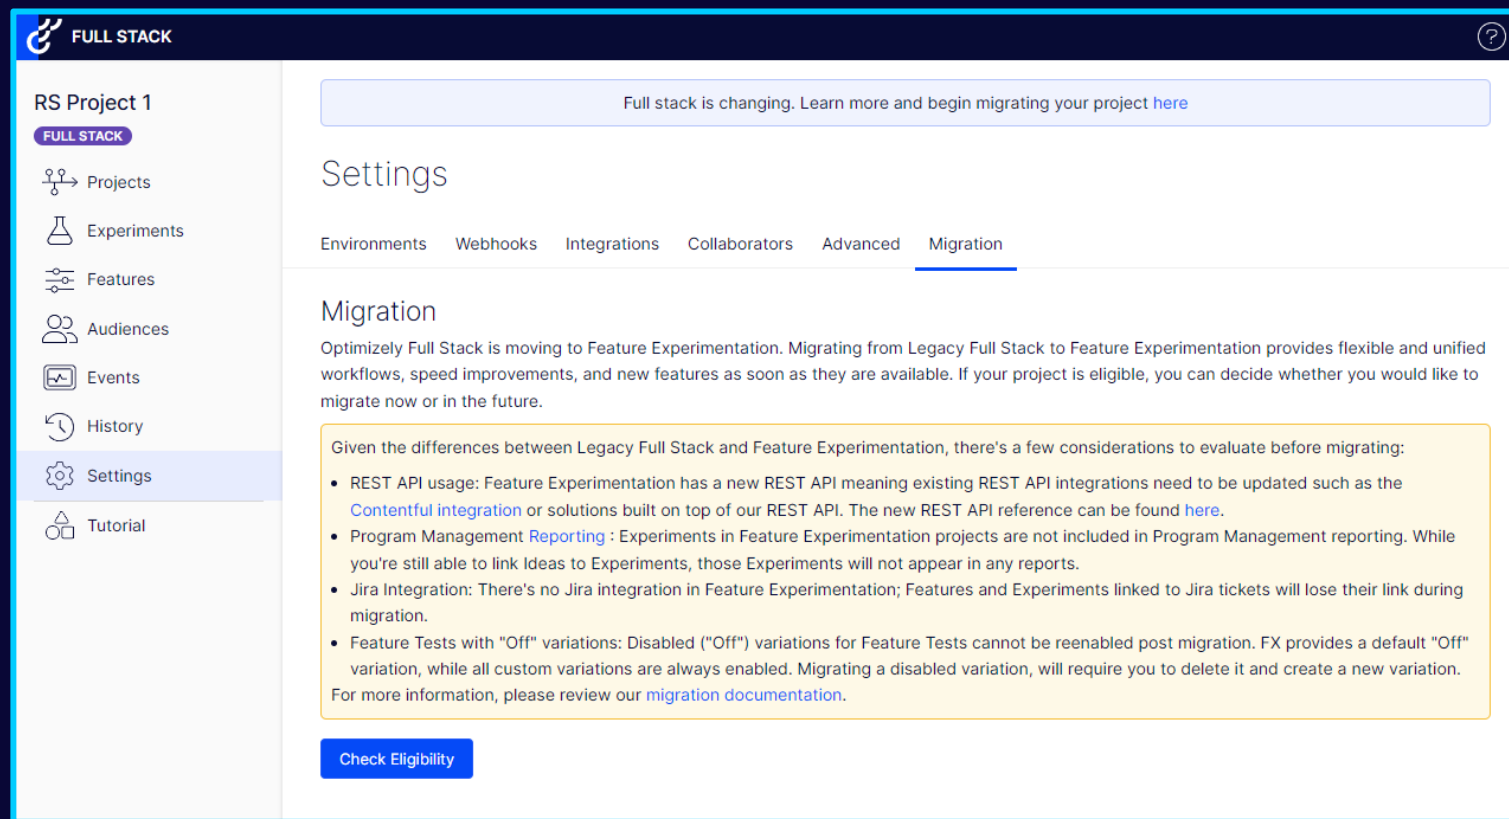 FULL STACK
?
RS Project 1
FULL STACK
Projects
Experiments
Features
Audiences
Events
History
Settings
Tutorial
Full stack is changing. Learn more and begin migrating your project here
Settings
Environments Webhooks Integrations Collaborators Advanced Migration
Migration
Optimizely Full Stack is moving to Feature Experimentation. Migrating from Legacy Full Stack to Feature Experimentation provides flexible and unified
workflows, speed improvements, and new features as soon as they are available. If your project is eligible, you can decide whether you would like to
migrate now or in the future.
Given the differences between Legacy Full Stack and Feature Experimentation, there's a few considerations to evaluate before migrating:
• REST API usage: Feature Experimentation has a new REST API meaning existing REST API integrations need to be updated such as the
Contentful integration or solutions built on top of our REST API. The new REST API reference can be found here.
• Program Management Reporting : Experiments in Feature Experimentation projects are not included in Program Management reporting. While
you're still able to link Ideas to Experiments, those Experiments will not appear in any reports.
• Jira Integration: There's no Jira integration in Feature Experimentation; Features and Experiments linked to Jira tickets will lose their link during
migration.
• Feature Tests with "Off" variations: Disabled ("Off") variations for Feature Tests cannot be reenabled post migration. FX provides a default "Off"
variation, while all custom variations are always enabled. Migrating a disabled variation, will require you to delete it and create a new variation.
For more information, please review our migration documentation.
Check Eligibility